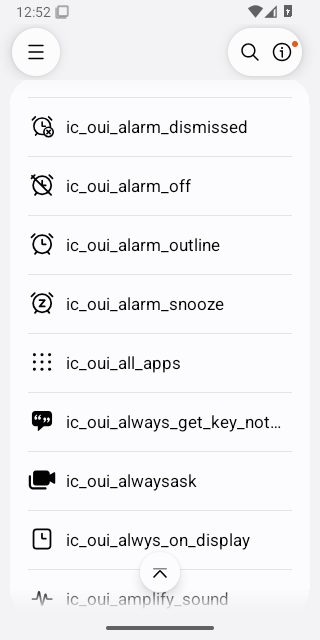 12:52
ic_oui_alarm_dismissed
ic_oui_alarm_off
ic_oui_alarm_outline
ic_oui_alarm_snooze
ic_oui_all_apps
ic_oui_always_get_key_not...
ic_oui_alwaysask
ic_oui_alwys_on_display
ic_oui_amplify_sound